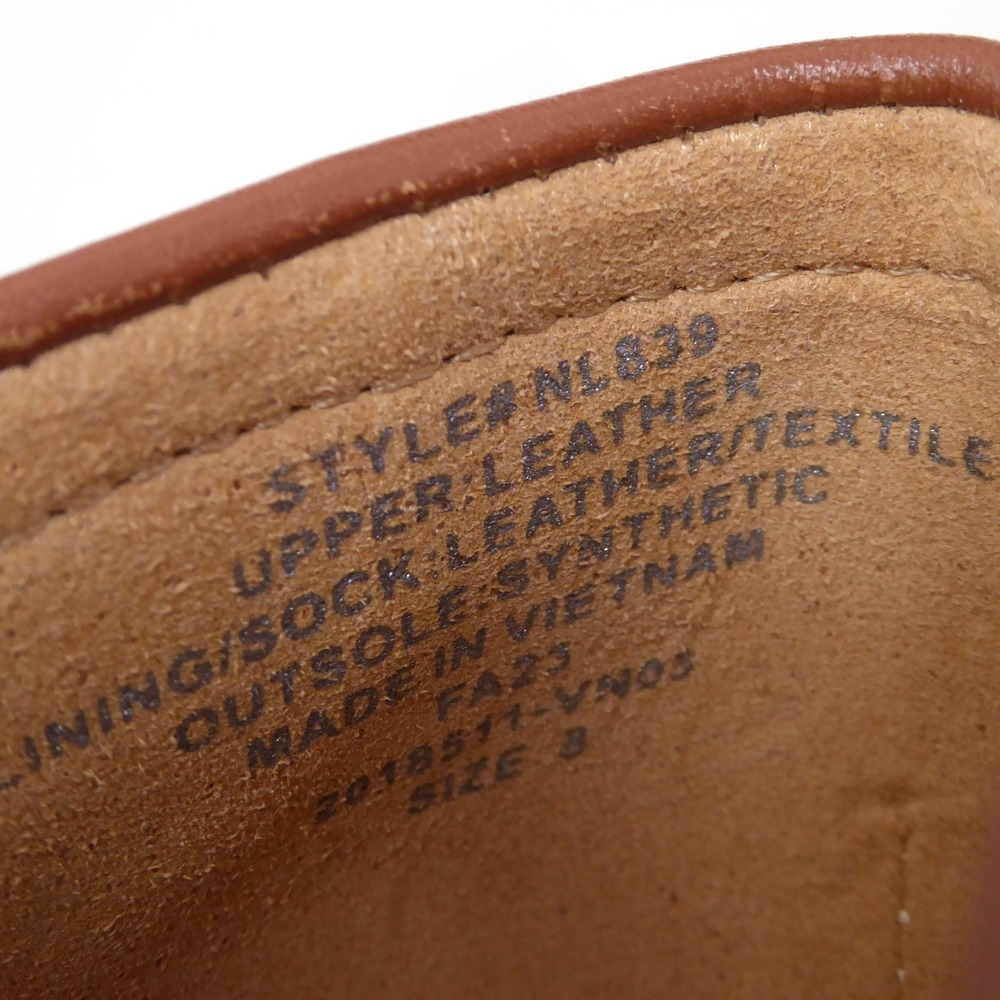 STYLE# NL839
UPPER:LEATHER
LINING/SOCK:LEATHER/TEXTILE
OUTSOLE:SYNTHETIC
MADE IN VIETNAM
FA23
2018511-VN03
SIZE 8